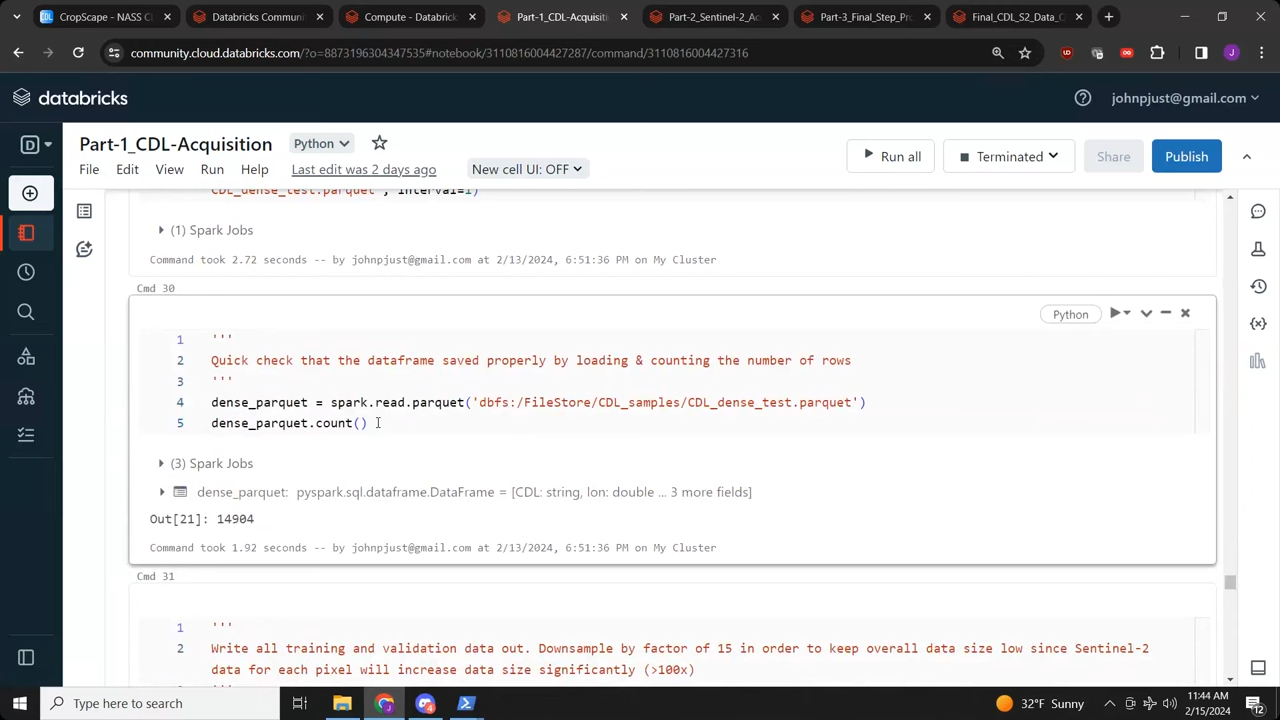 CropScape - NASS C
Databricks Commun
Compute - Databrick
Part-1_CDL-Acquisiti
Part-2_Sentinel-2_Ac
Part-3_Final_Step_Pr
Final_CDL_S2_Data_
community.cloud.databricks.com/?o=8873196304347535#notebook/3110816004427287/command/3110816004427316
databricks
johnpjust@gmail.com
Part-1_CDL-Acquisition
Python
Run all
Terminated
Share
Publish
File Edit View Run Help Last edit was 2 days ago New cell UI: OFF
CDL_dense_test.parquet", interval=1)
(1) Spark Jobs
Command took 2.72 seconds -- by johnpjust@gmail.com at 2/13/2024, 6:51:36 PM on My Cluster
Cmd 30
Python
1 '''
2 Quick check that the dataframe saved properly by loading & counting the number of rows
3 '''
4 dense_parquet = spark.read.parquet('dbfs:/FileStore/CDL_samples/CDL_dense_test.parquet')
5 dense_parquet.count()
(3) Spark Jobs
dense_parquet: pyspark.sql.dataframe.DataFrame = [CDL: string, lon: double ... 3 more fields]
Out[21]: 14904
Command took 1.92 seconds -- by johnpjust@gmail.com at 2/13/2024, 6:51:36 PM on My Cluster
Cmd 31
1 '''
2 Write all training and validation data out. Downsample by factor of 15 in order to keep overall data size low since Sentinel-2
data for each pixel will increase data size significantly (>100x)
Type here to search
32°F Sunny
11:44 AM
2/15/2024
12